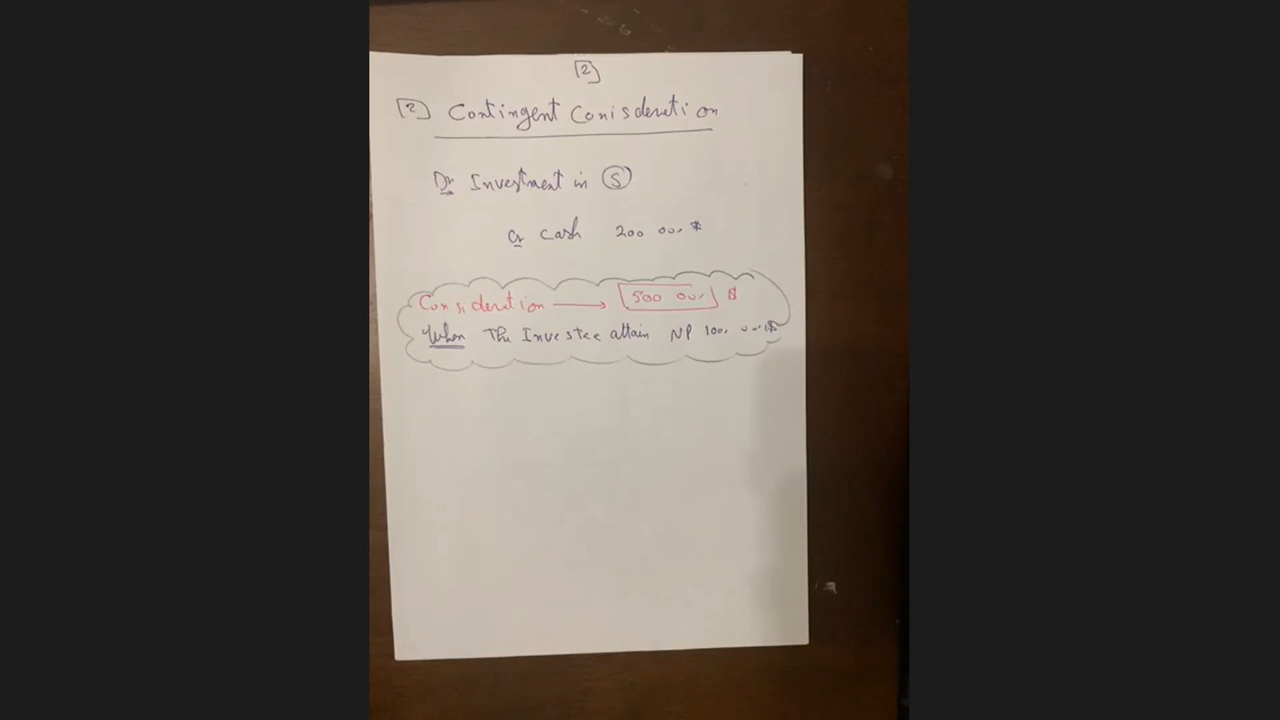 [2]
[2] Contingent Conisderation
Dr Investment in S
Cr Cash 200 000 $
Consideration → 500 000 $
When The Investee attain NP 100 000 $